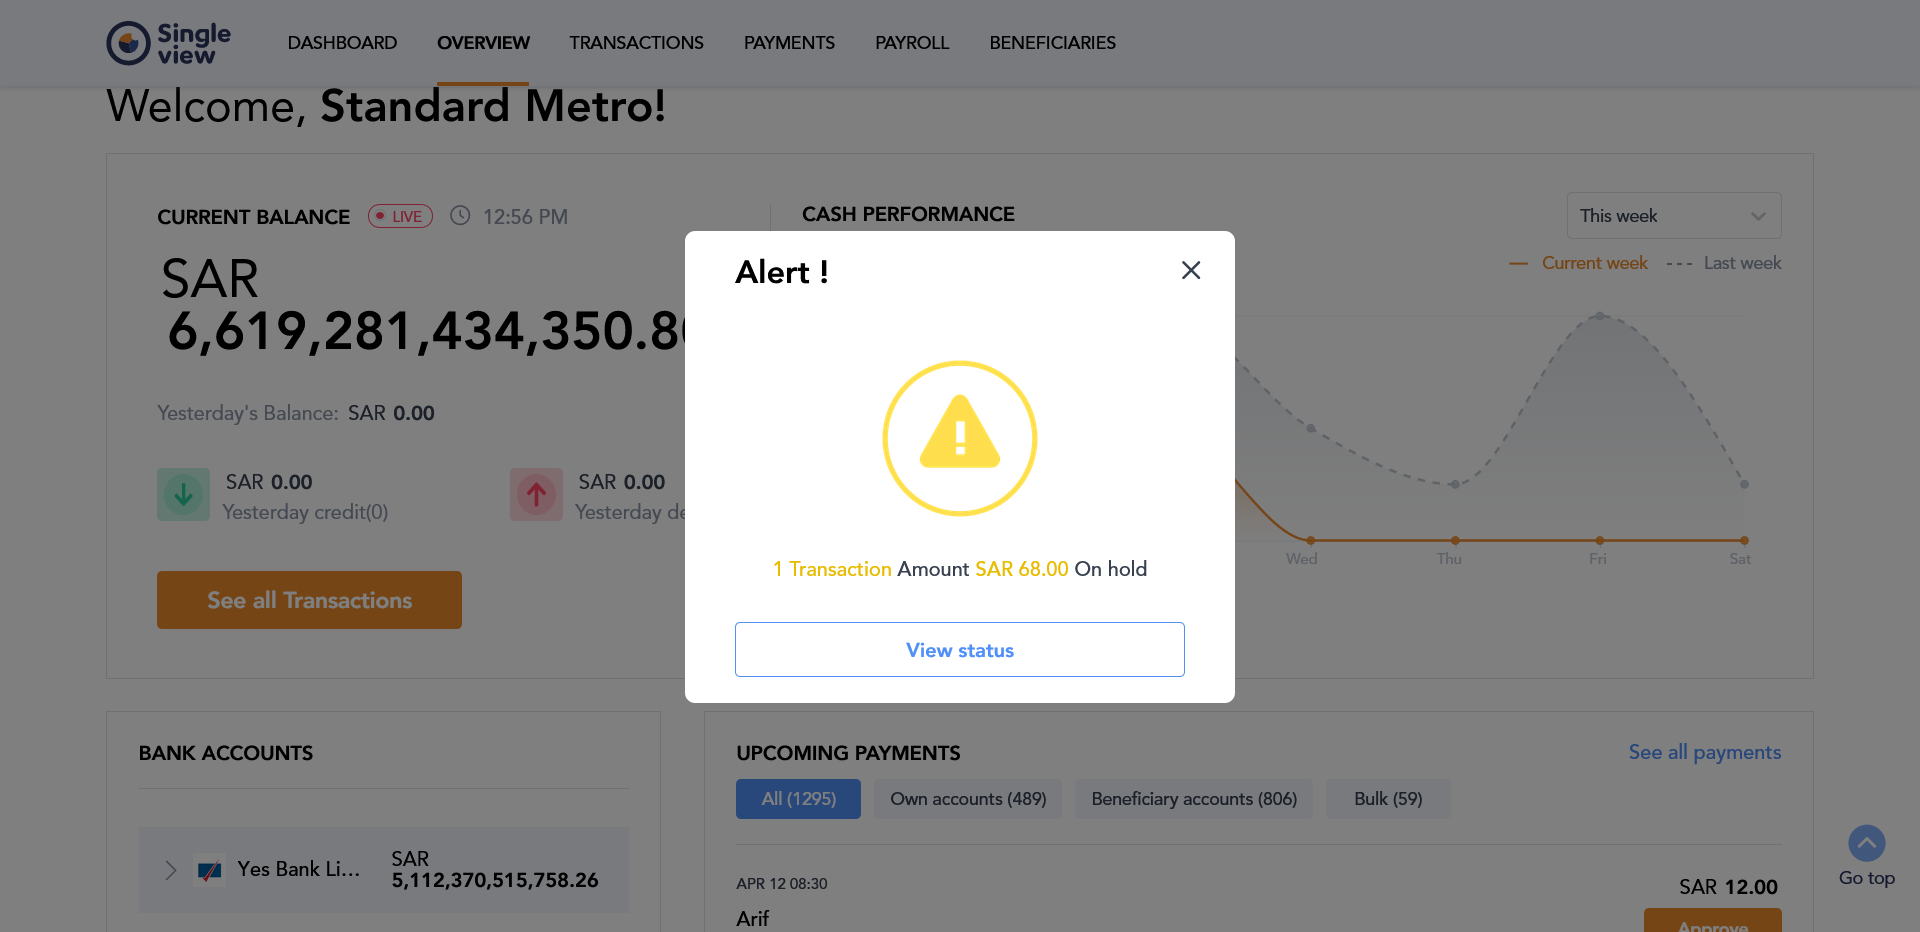 Single view
DASHBOARD
OVERVIEW
TRANSACTIONS
PAYMENTS
PAYROLL
BENEFICIARIES
Welcome, Standard Metro!
CURRENT BALANCE
LIVE
12:56 PM
SAR
6,619,281,434,350.80
Yesterday's Balance: SAR 0.00
SAR 0.00
Yesterday credit(0)
SAR 0.00
Yesterday de
See all Transactions
CASH PERFORMANCE
This week
Current week
Last week
Wed
Thu
Fri
Sat
Alert !
1 Transaction Amount SAR 68.00 On hold
View status
BANK ACCOUNTS
Yes Bank Li...
SAR
5,112,370,515,758.26
UPCOMING PAYMENTS
See all payments
All (1295)
Own accounts (489)
Beneficiary accounts (806)
Bulk (59)
APR 12 08:30
Arif
SAR 12.00
Approve
Go top